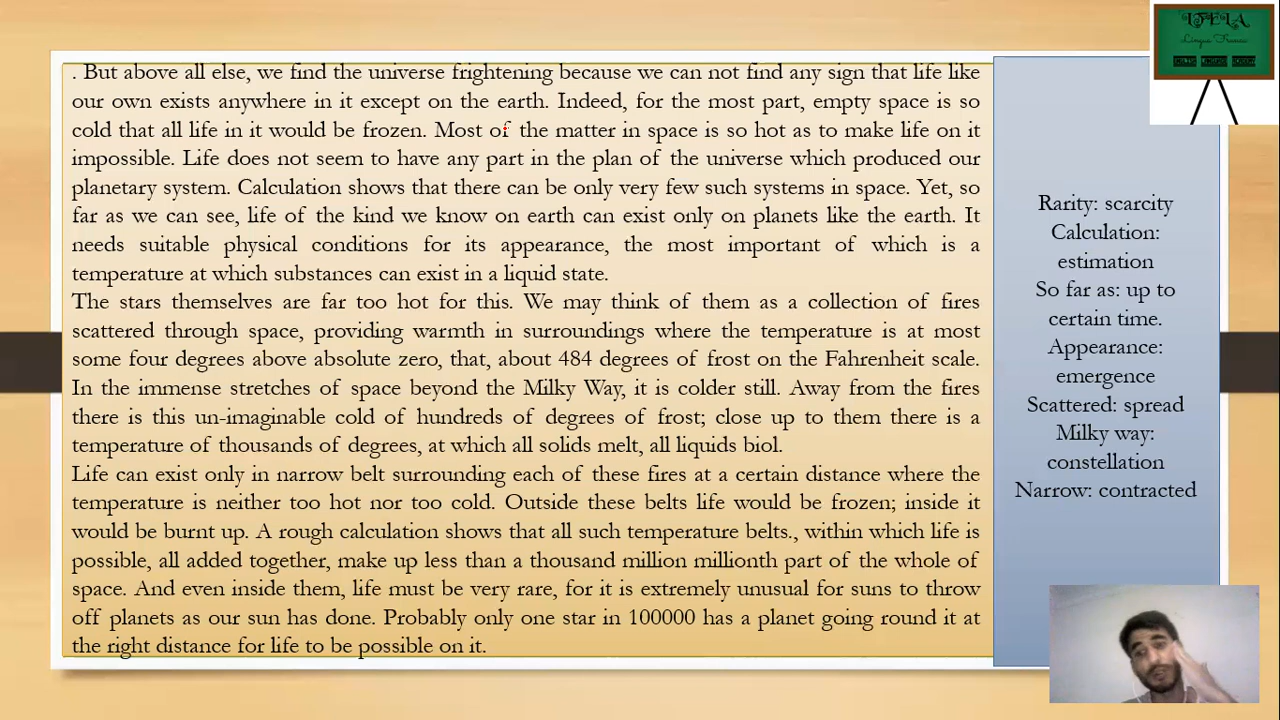 . But above all else, we find the universe frightening because we can not find any sign that life like
our own exists anywhere in it except on the earth. Indeed, for the most part, empty space is so
cold that all life in it would be frozen. Most of the matter in space is so hot as to make life on it
impossible. Life does not seem to have any part in the plan of the universe which produced our
planetary system. Calculation shows that there can be only very few such systems in space. Yet, so
far as we can see, life of the kind we know on earth can exist only on planets like the earth. It
needs suitable physical conditions for its appearance, the most important of which is a
temperature at which substances can exist in a liquid state.
The stars themselves are far too hot for this. We may think of them as a collection of fires
scattered through space, providing warmth in surroundings where the temperature is at most
some four degrees above absolute zero, that, about 484 degrees of frost on the Fahrenheit scale.
In the immense stretches of space beyond the Milky Way, it is colder still. Away from the fires
there is this un-imaginable cold of hundreds of degrees of frost; close up to them there is a
temperature of thousands of degrees, at which all solids melt, all liquids biol.
Life can exist only in narrow belt surrounding each of these fires at a certain distance where the
temperature is neither too hot nor too cold. Outside these belts life would be frozen; inside it
would be burnt up. A rough calculation shows that all such temperature belts., within which life is
possible, all added together, make up less than a thousand million millionth part of the whole of
space. And even inside them, life must be very rare, for it is extremely unusual for suns to throw
off planets as our sun has done. Probably only one star in 100000 has a planet going round it at
the right distance for life to be possible on it.
Rarity: scarcity
Calculation:
estimation
So far as: up to
certain time.
Appearance:
emergence
Scattered: spread
Milky way:
constellation
Narrow: contracted
Lingua Franca